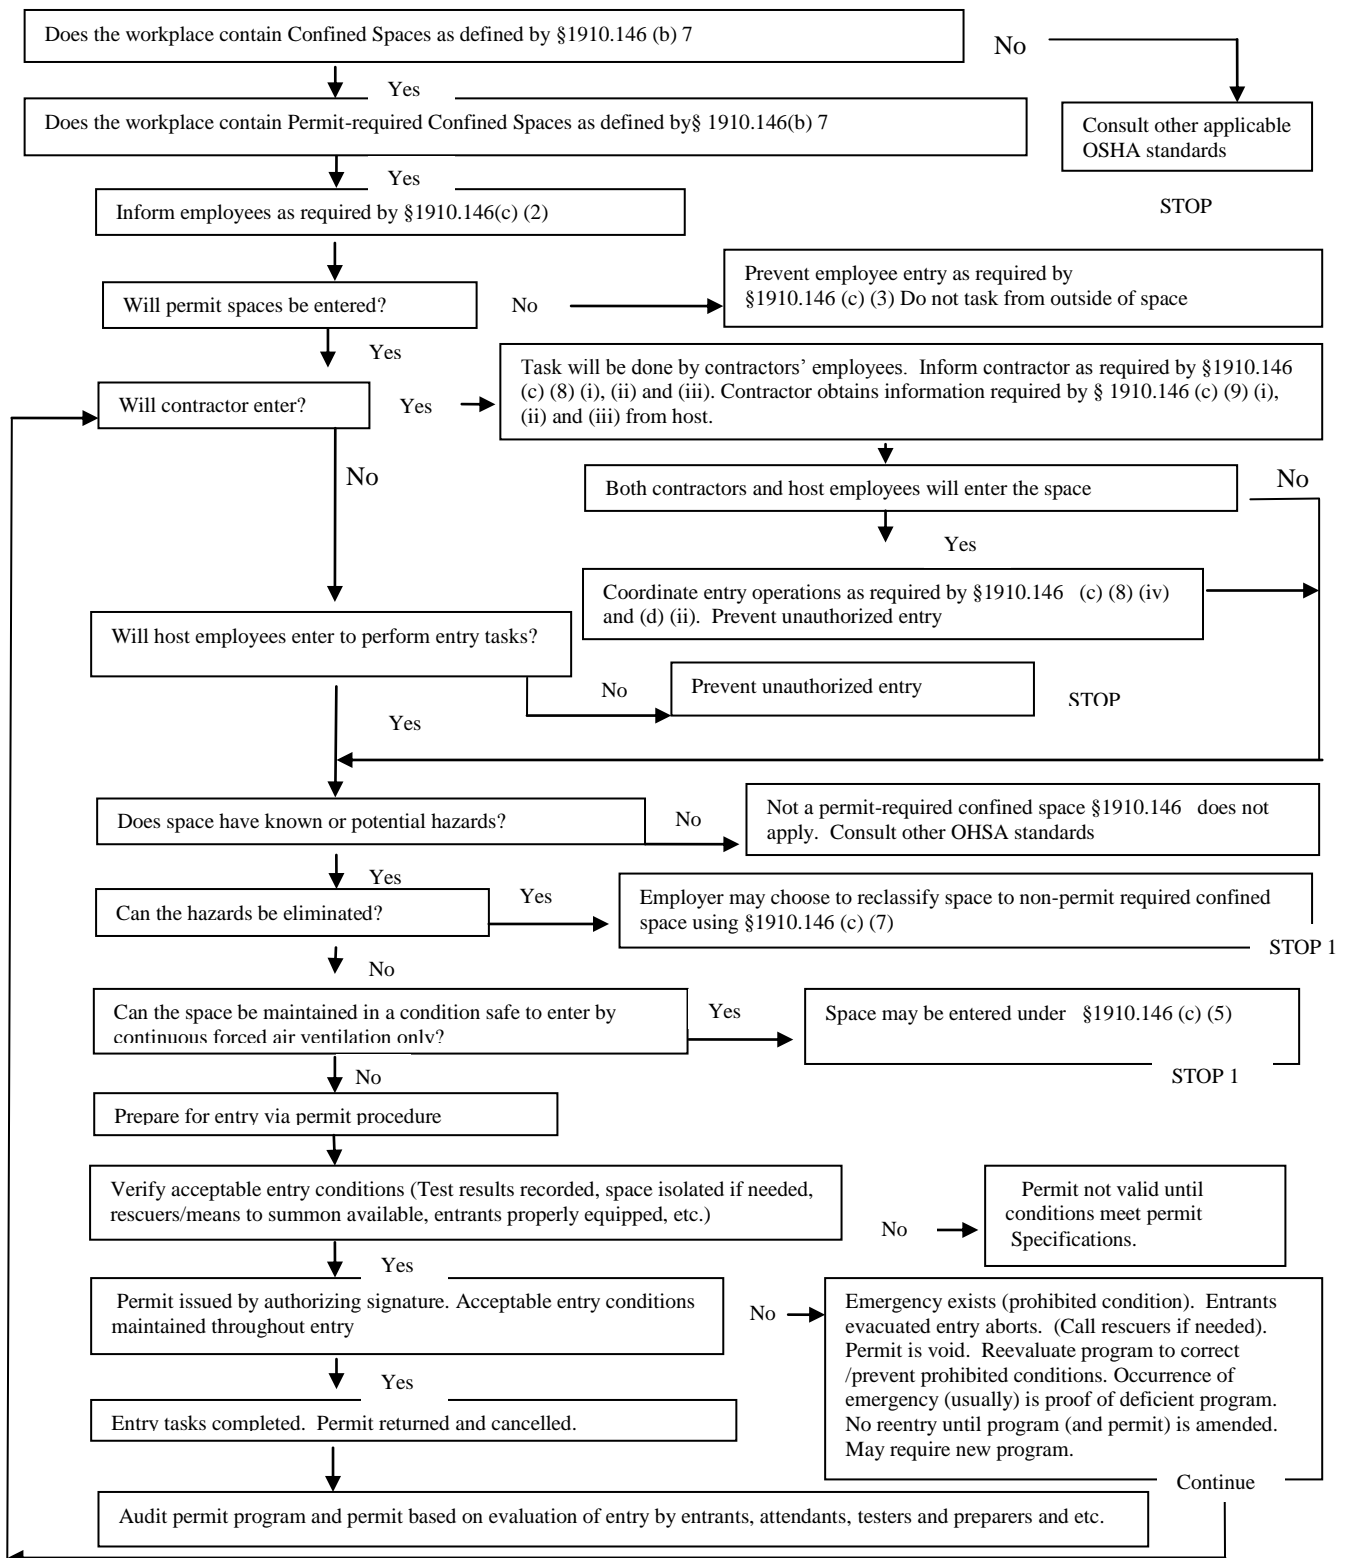 Does the workplace contain Confined Spaces as defined by §1910.146 (b) 7
No
Yes
Does the workplace contain Permit-required Confined Spaces as defined by§ 1910.146(b) 7
Consult other applicable
OSHA standards
Yes
STOP
Inform employees as required by §1910.146(c) (2)
Will permit spaces be entered?
No
Prevent employee entry as required by
§1910.146 (c) (3) Do not task from outside of space
Yes
Will contractor enter?
Yes
Task will be done by contractors’ employees.  Inform contractor as required by §1910.146
(c) (8) (i), (ii) and (iii). Contractor obtains information required by § 1910.146 (c) (9) (i),
(ii) and (iii) from host.
No
Both contractors and host employees will enter the space
No
Yes
Coordinate entry operations as required by §1910.146   (c) (8) (iv)
and (d) (ii).  Prevent unauthorized entry
Will host employees enter to perform entry tasks?
No
Prevent unauthorized entry
STOP
Yes
Does space have known or potential hazards?
No
Not a permit-required confined space §1910.146   does not
apply.  Consult other OHSA standards
Yes
Can the hazards be eliminated?
Yes
Employer may choose to reclassify space to non-permit required confined
space using §1910.146 (c) (7)
STOP 1
No
Can the space be maintained in a condition safe to enter by
continuous forced air ventilation only?
Yes
Space may be entered under   §1910.146 (c) (5)
STOP 1
No
Prepare for entry via permit procedure
Verify acceptable entry conditions (Test results recorded, space isolated if needed,
rescuers/means to summon available, entrants properly equipped, etc.)
No
Permit not valid until
conditions meet permit
Specifications.
Yes
Permit issued by authorizing signature. Acceptable entry conditions
maintained throughout entry
No
Emergency exists (prohibited condition).  Entrants
evacuated entry aborts.  (Call rescuers if needed).
Permit is void.  Reevaluate program to correct
/prevent prohibited conditions. Occurrence of
emergency (usually) is proof of deficient program.
No reentry until program (and permit) is amended.
May require new program.
Yes
Entry tasks completed.  Permit returned and cancelled.
Continue
Audit permit program and permit based on evaluation of entry by entrants, attendants, testers and preparers and etc.